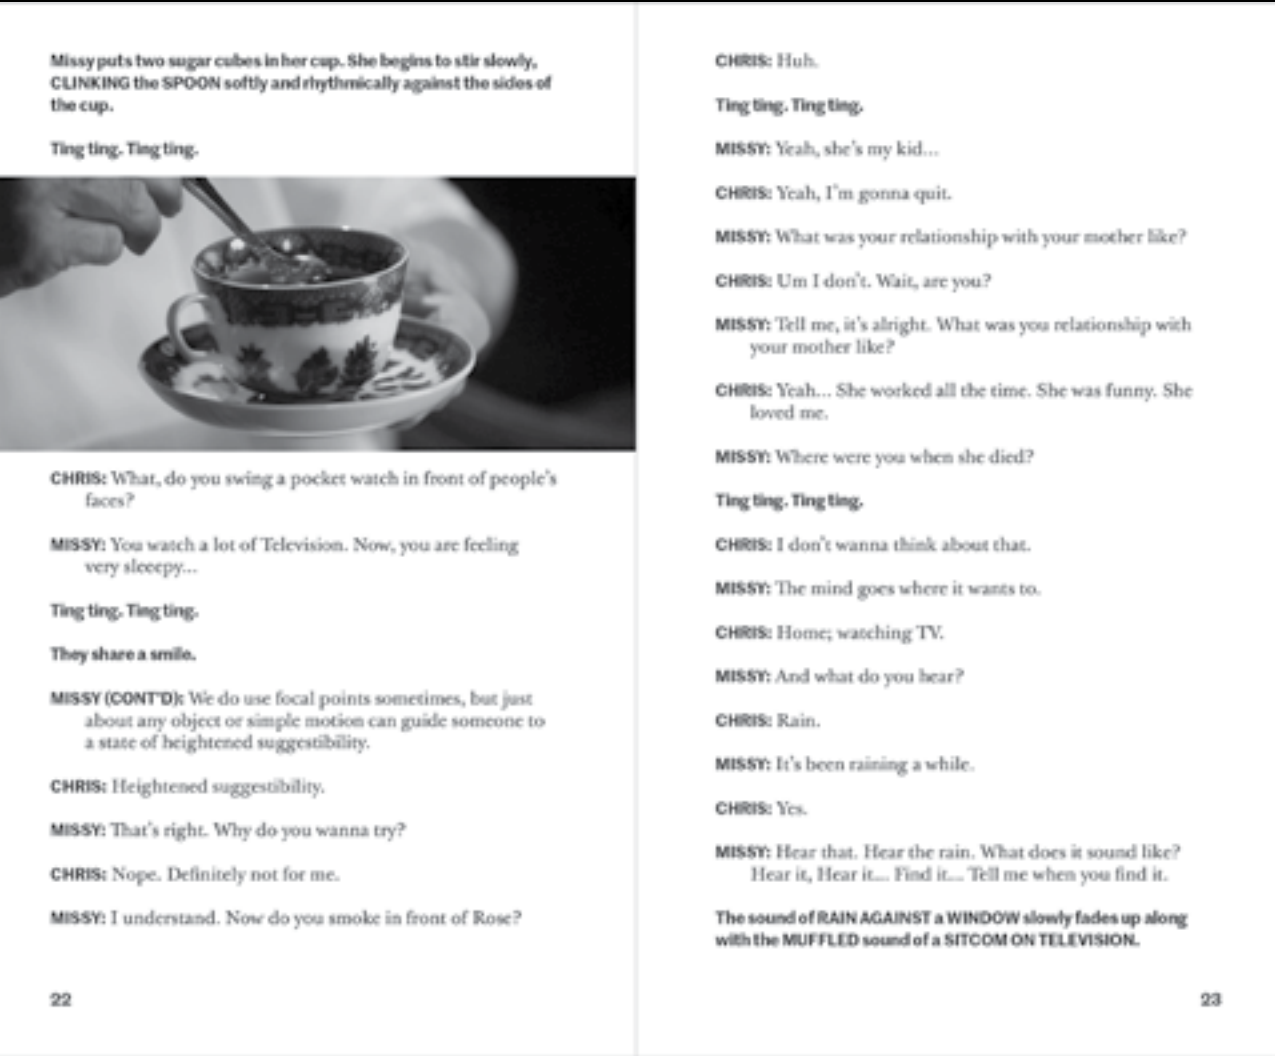 Missy puts two sugar cubes in her cup. She begins to stir slowly,
CLINKING the SPOON softly and rhythmically against the sides of
the cup.
Ting ting. Ting ting.
CHRIS: What, do you swing a pocket watch in front of people's
faces?
MISSY: You watch a lot of Television. Now, you are feeling
very sleeepy...
Ting ting. Ting ting.
They share a smile.
MISSY (CONT'D): We do use focal points sometimes, but just
about any object or simple motion can guide someone to
a state of heightened suggestibility.
CHRIS: Heightened suggestibility.
MISSY: That's right. Why do you wanna try?
CHRIS: Nope. Definitely not for me.
MISSY: I understand. Now do you smoke in front of Rose?
22
CHRIS: Huh.
Ting ting. Ting ting.
MISSY: Yeah, she's my kid...
CHRIS: Yeah, I'm gonna quit.
MISSY: What was your relationship with your mother like?
CHRIS: Um I don't. Wait, are you?
MISSY: Tell me, it's alright. What was you relationship with
your mother like?
CHRIS: Yeah... She worked all the time. She was funny. She
loved me.
MISSY: Where were you when she died?
Ting ting. Ting ting.
CHRIS: I don't wanna think about that.
MISSY: The mind goes where it wants to.
CHRIS: Home; watching TV.
MISSY: And what do you hear?
CHRIS: Rain.
MISSY: It's been raining a while.
CHRIS: Yes.
MISSY: Hear that. Hear the rain. What does it sound like?
Hear it, Hear it... Find it... Tell me when you find it.
The sound of RAIN AGAINST a WINDOW slowly fades up along
with the MUFFLED sound of a SITCOM ON TELEVISION.
23